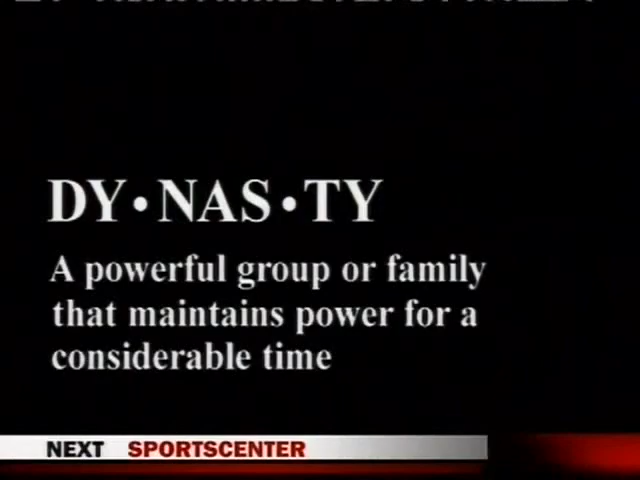 DY•NAS•TY
A powerful group or family
that maintains power for a
considerable time
NEXT SPORTSCENTER